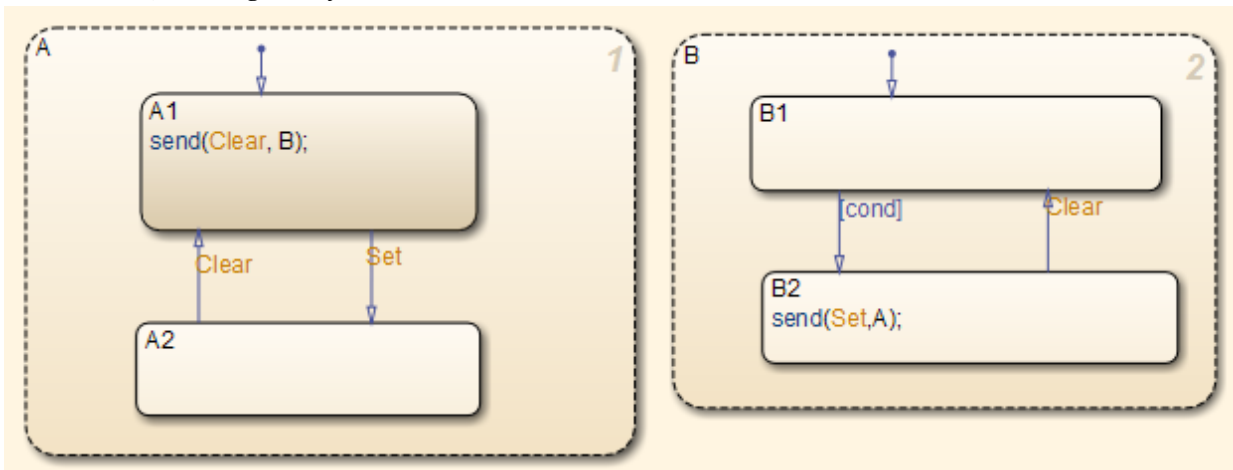 A
1
A1
send(Clear, B);
Clear
Set
A2
B
2
B1
[cond]
Clear
B2
send(Set,A);